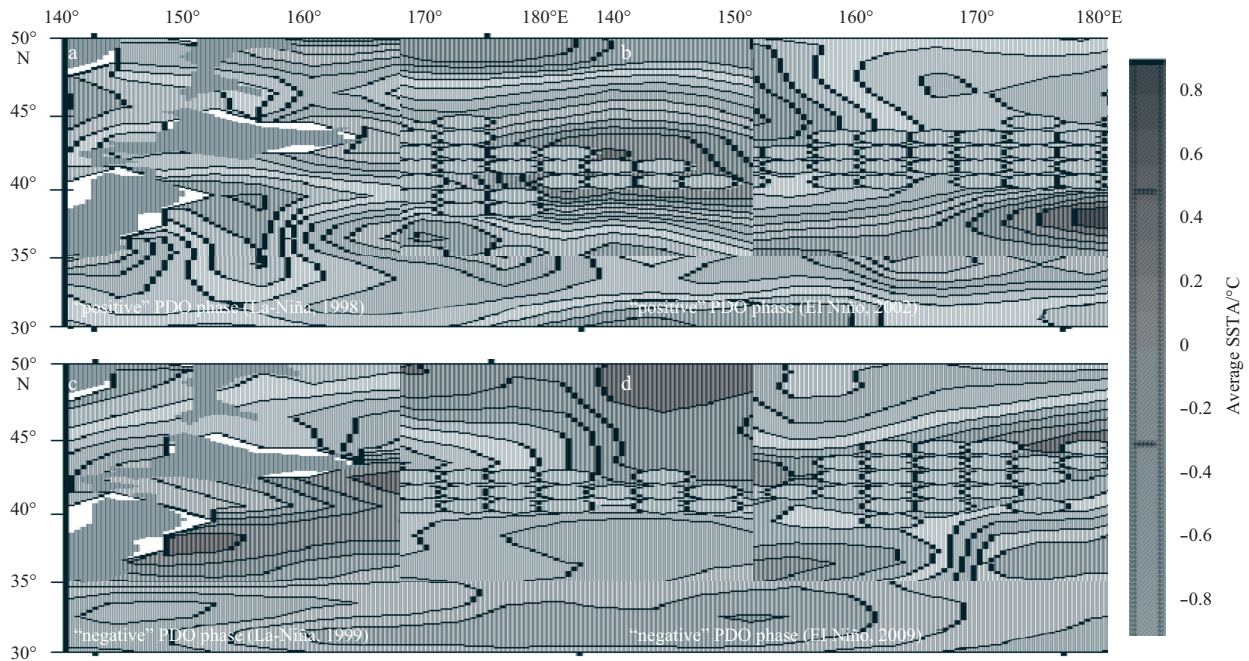 140° 150° 160° 170° 180°E 140° 150° 160° 170° 180°E
50°
N
45°
40°
35°
30°
a
"positive" PDO phase (La-Niña, 1998)
b
"positive" PDO phase (El Niño, 2002)
50°
N
45°
40°
35°
30°
c
"negative" PDO phase (La-Niña, 1999)
d
"negative" PDO phase (El Niño, 2009)
0.8
0.6
0.4
0.2
0
−0.2
−0.4
−0.6
−0.8
Average SSTA/°C